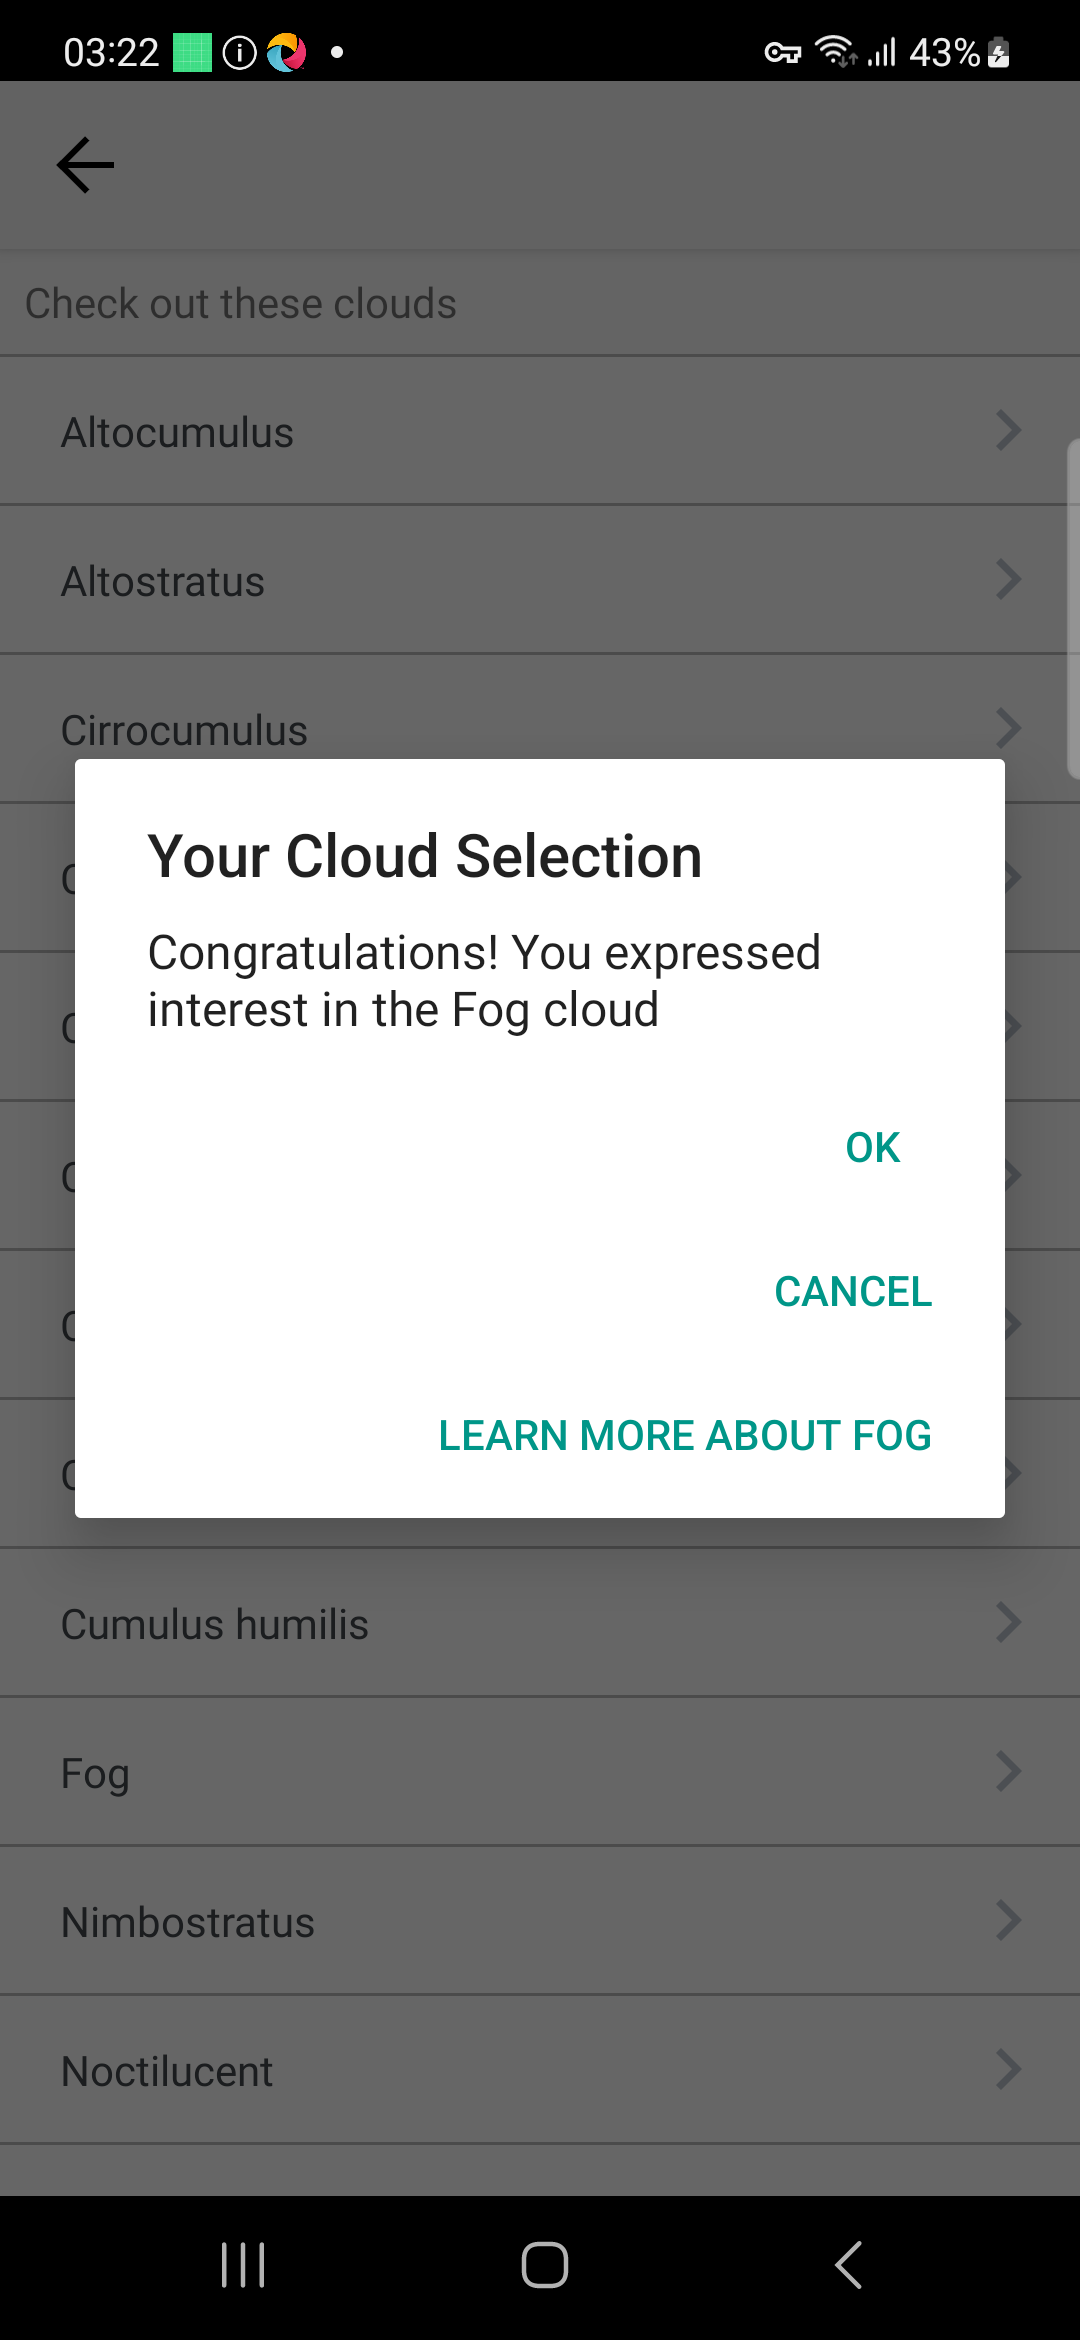 03:22
43%
Check out these clouds
Altocumulus
Altostratus
Cirrocumulus
Your Cloud Selection
Congratulations! You expressed
interest in the Fog cloud
OK
CANCEL
LEARN MORE ABOUT FOG
Cumulus humilis
Fog
Nimbostratus
Noctilucent